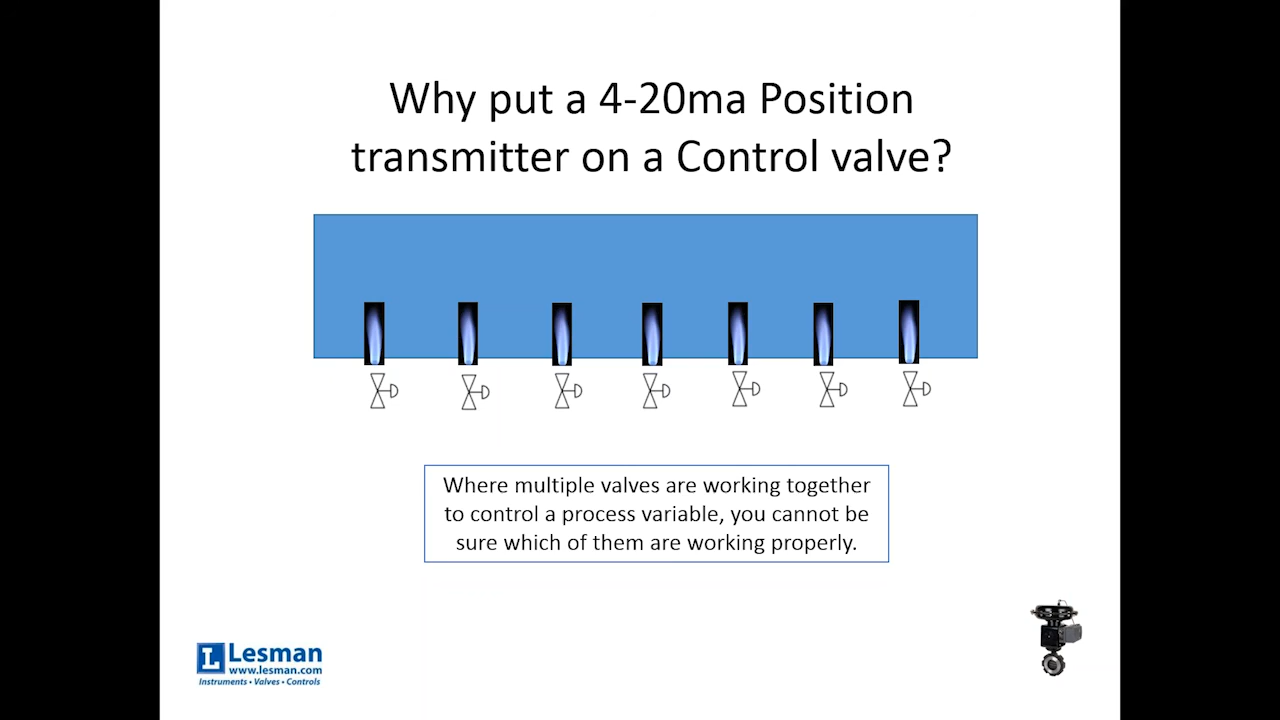 Why put a 4-20ma Position
transmitter on a Control valve?
Where multiple valves are working together
to control a process variable, you cannot be
sure which of them are working properly.
L Lesman
www.lesman.com
Instruments • Valves • Controls